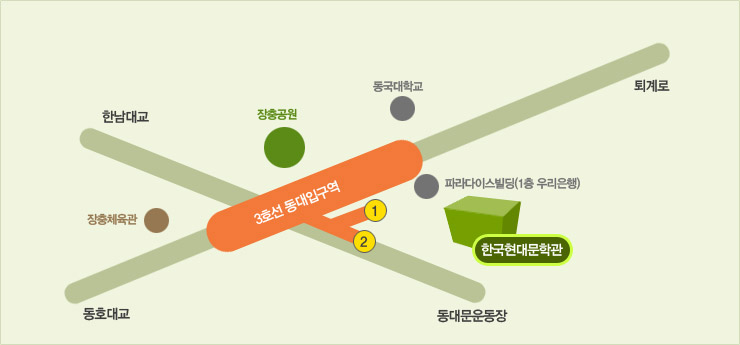 동국대학교
퇴계로
한남대교
장충공원
파라다이스빌딩(1층 우리은행)
3호선 동대입구역
장충체육관
1
2
한국현대문학관
동호대교
동대문운동장